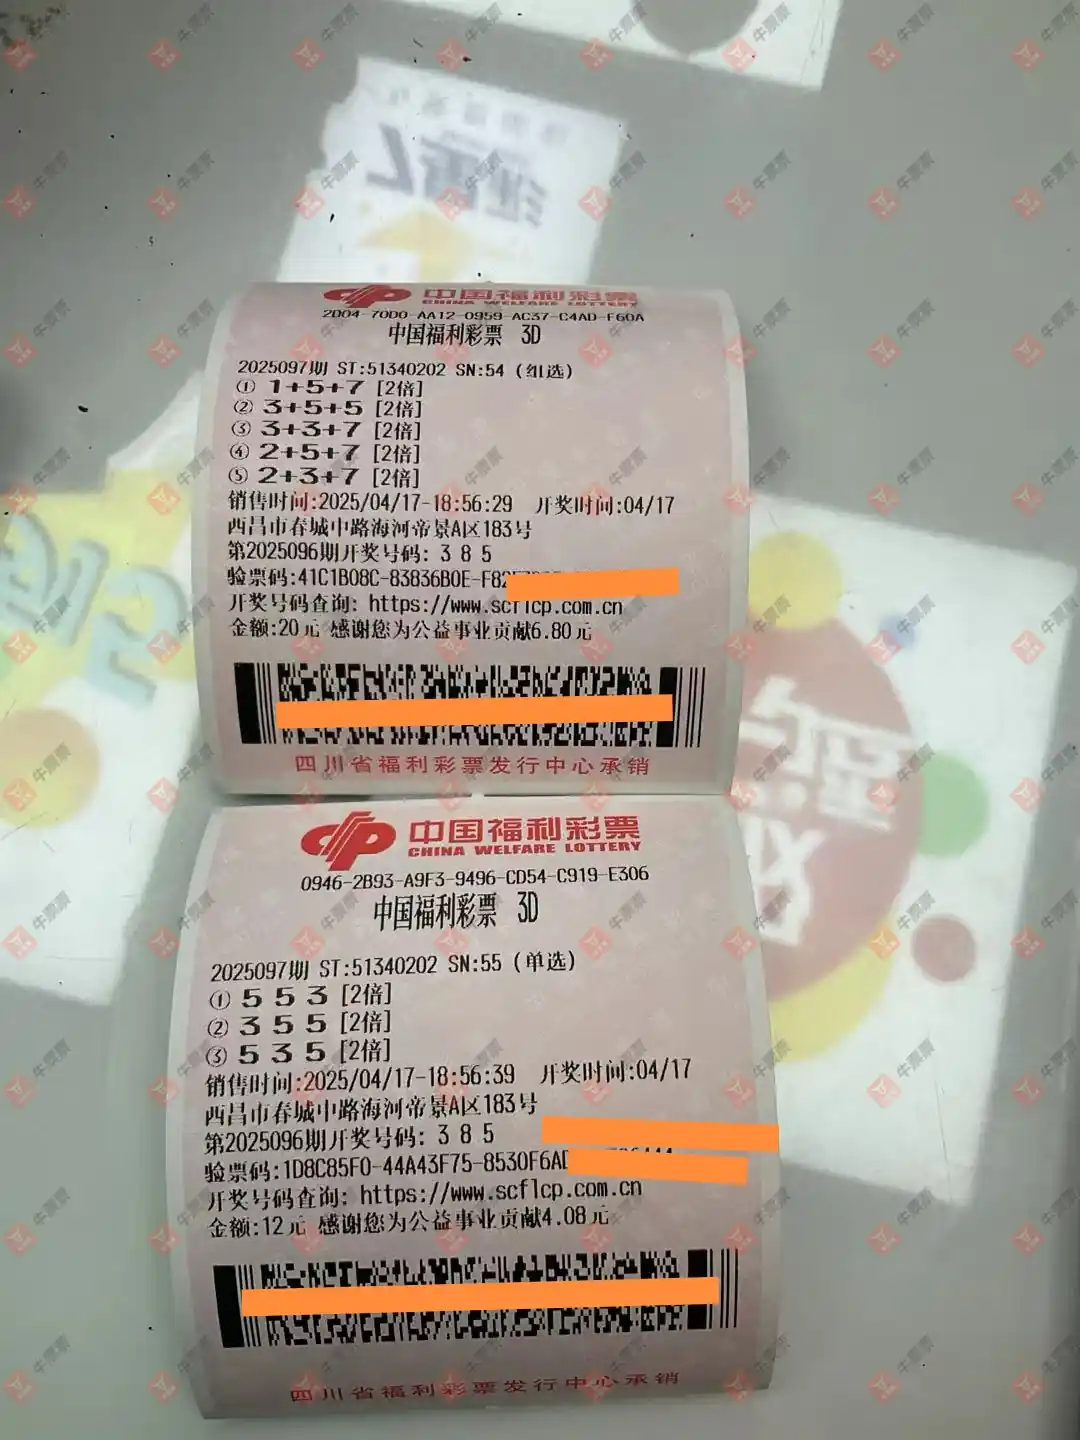 中国福利彩票
CHINA WELFARE LOTTERY
2D04-70D0-AA12-0959-AC37-C4AD-F60A
中国福利彩票 3D
2025097期 ST:51340202 SN:54 (组选)
① 1+5+7 [2倍]
② 3+5+5 [2倍]
③ 3+3+7 [2倍]
④ 2+5+7 [2倍]
⑤ 2+3+7 [2倍]
销售时间:2025/04/17-18:56:29 开奖时间:04/17
西昌市春城中路海河帝景A区183号
第2025096期开奖号码: 3 8 5
验票码:41C1B08C-83836B0E-F82
开奖号码查询: https://www.scflcp.com.cn
金额:20元 感谢您为公益事业贡献6.80元
四川省福利彩票发行中心承销
中国福利彩票
CHINA WELFARE LOTTERY
0946-2B93-A9F3-9496-CD54-C919-E306
中国福利彩票 3D
2025097期 ST:51340202 SN:55 (单选)
① 5 5 3 [2倍]
② 3 5 5 [2倍]
③ 5 3 5 [2倍]
销售时间:2025/04/17-18:56:39 开奖时间:04/17
西昌市春城中路海河帝景A区183号
第2025096期开奖号码: 3 8 5
验票码:1D8C85F0-44A43F75-8530F6AD
开奖号码查询: https://www.scflcp.com.cn
金额:12元 感谢您为公益事业贡献4.08元
四川省福利彩票发行中心承销
牛票票